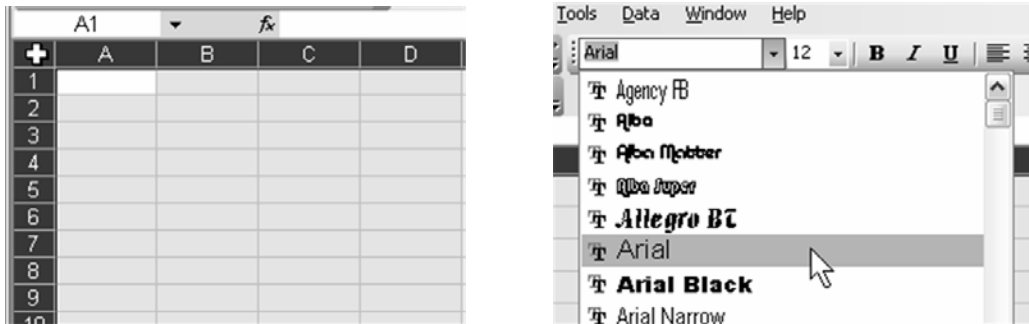 A1 fx
A B C D
1
2
3
4
5
6
7
8
9
10
Tools Data Window Help
Arial 12 B I U
Agency FB
Alba
Alba Matter
Alba Super
Allegro BT
Arial
Arial Black
Arial Narrow